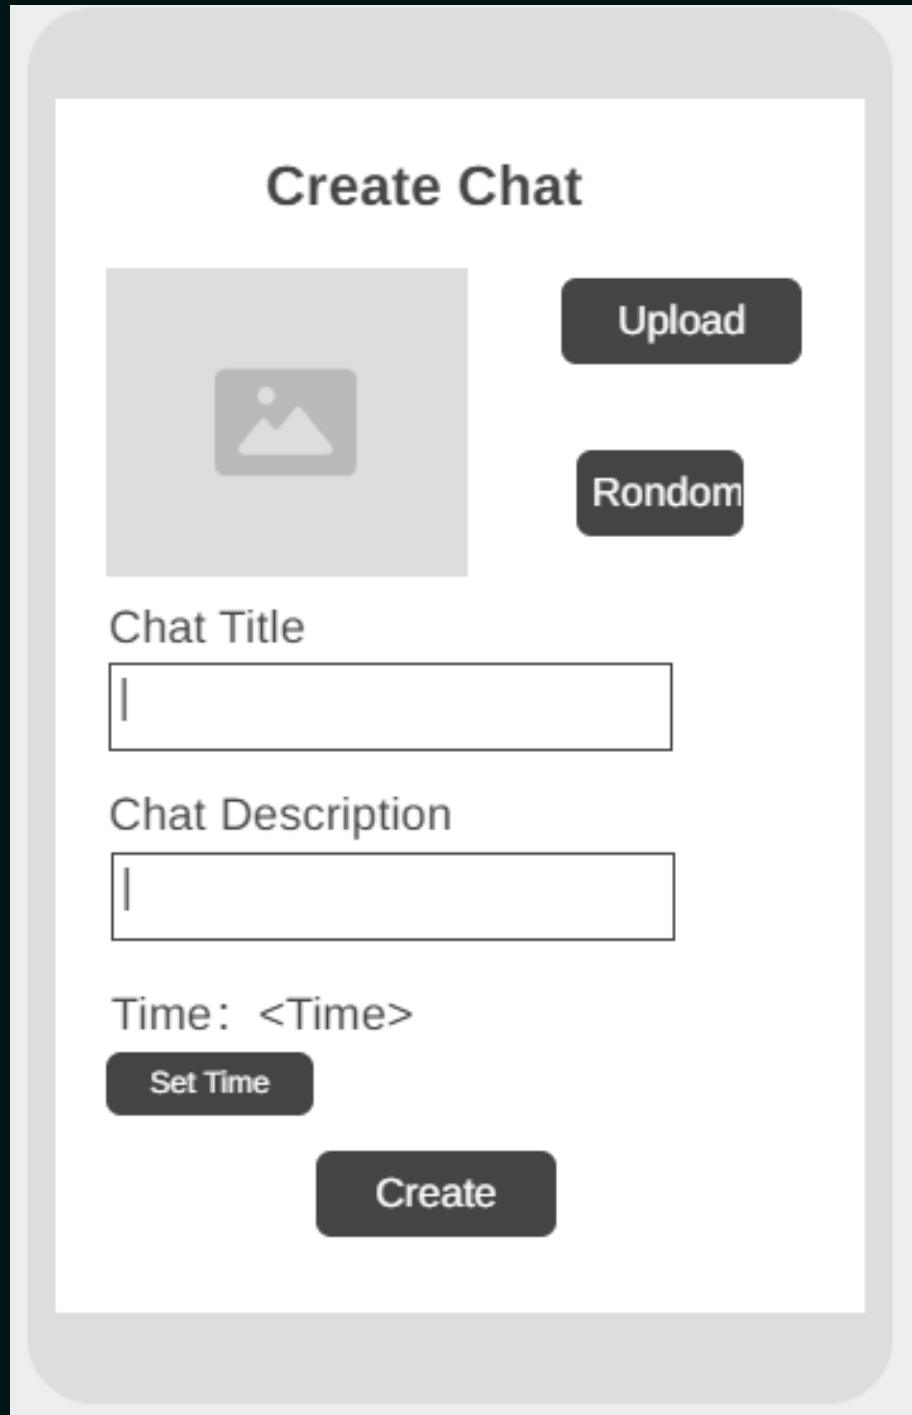 Create Chat
Upload
Rondom
Chat Title
Chat Description
Time: <Time>
Set Time
Create